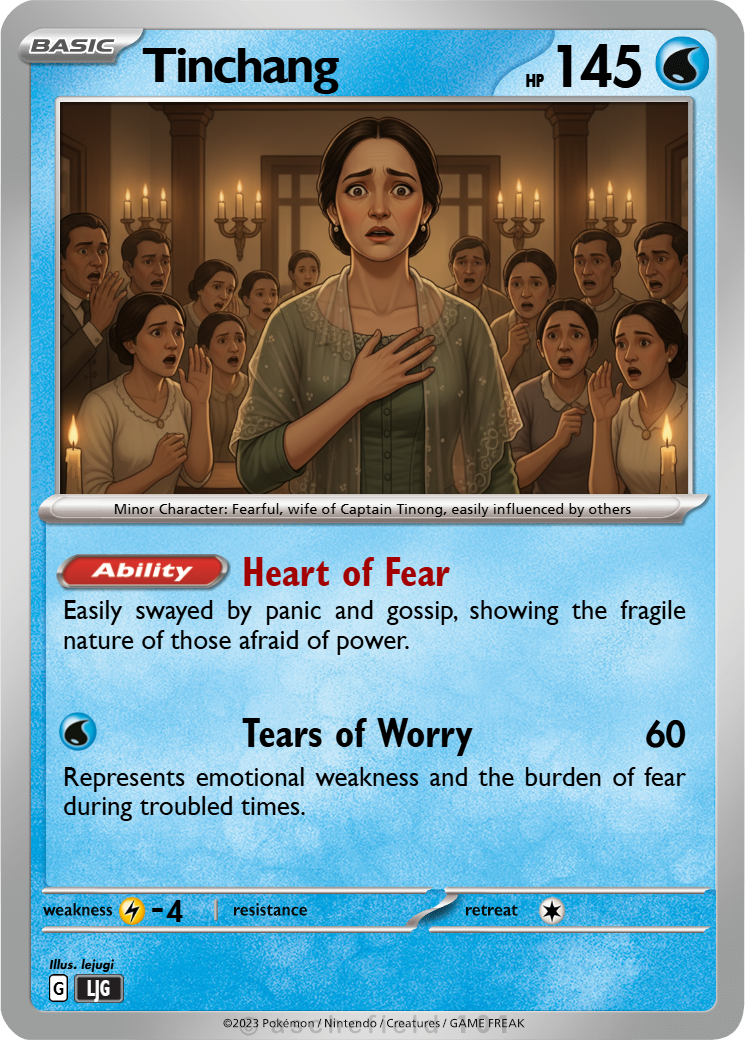 BASIC
Tinchang
HP 145
Minor Character: Fearful, wife of Captain Tinong, easily influenced by others
Ability Heart of Fear
Easily swayed by panic and gossip, showing the fragile
nature of those afraid of power.
Tears of Worry 60
Represents emotional weakness and the burden of fear
during troubled times.
weakness -4 resistance retreat
Illus. lejugi
G LJG
©2023 Pokémon / Nintendo / Creatures / GAME FREAK